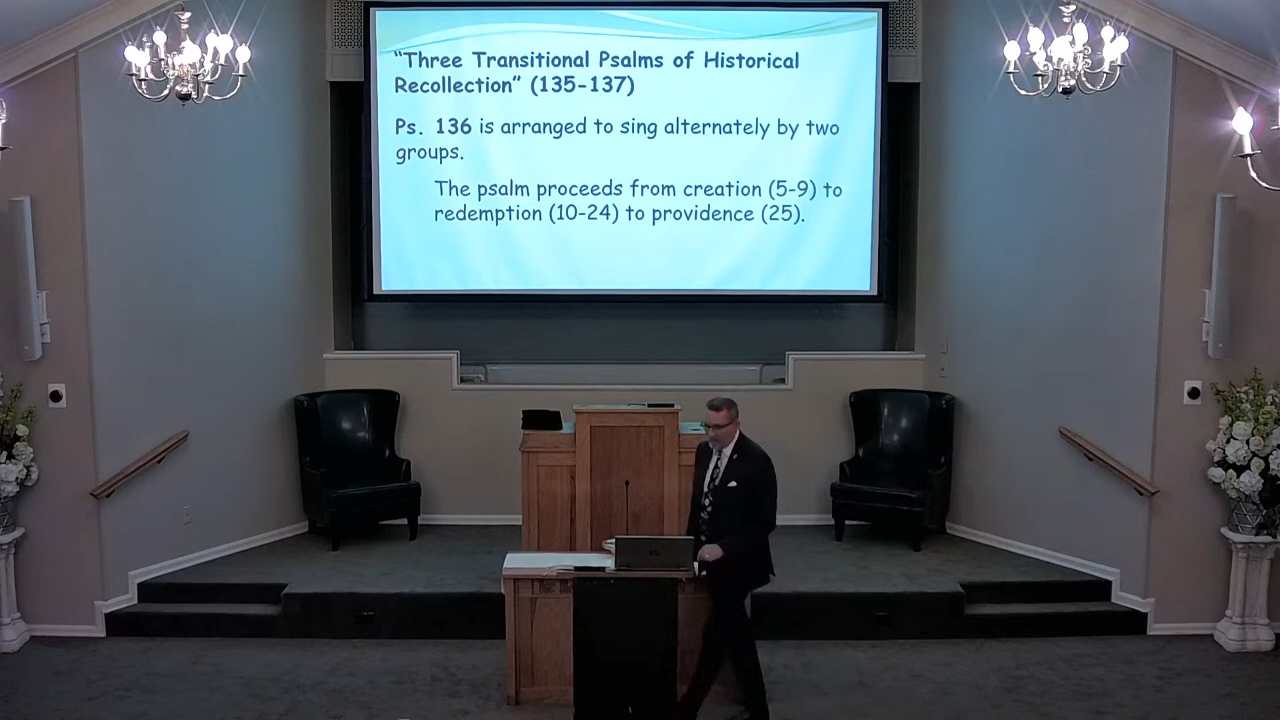 “Three Transitional Psalms of Historical
Recollection” (135-137)
Ps. 136 is arranged to sing alternately by two
groups.
The psalm proceeds from creation (5-9) to
redemption (10-24) to providence (25).